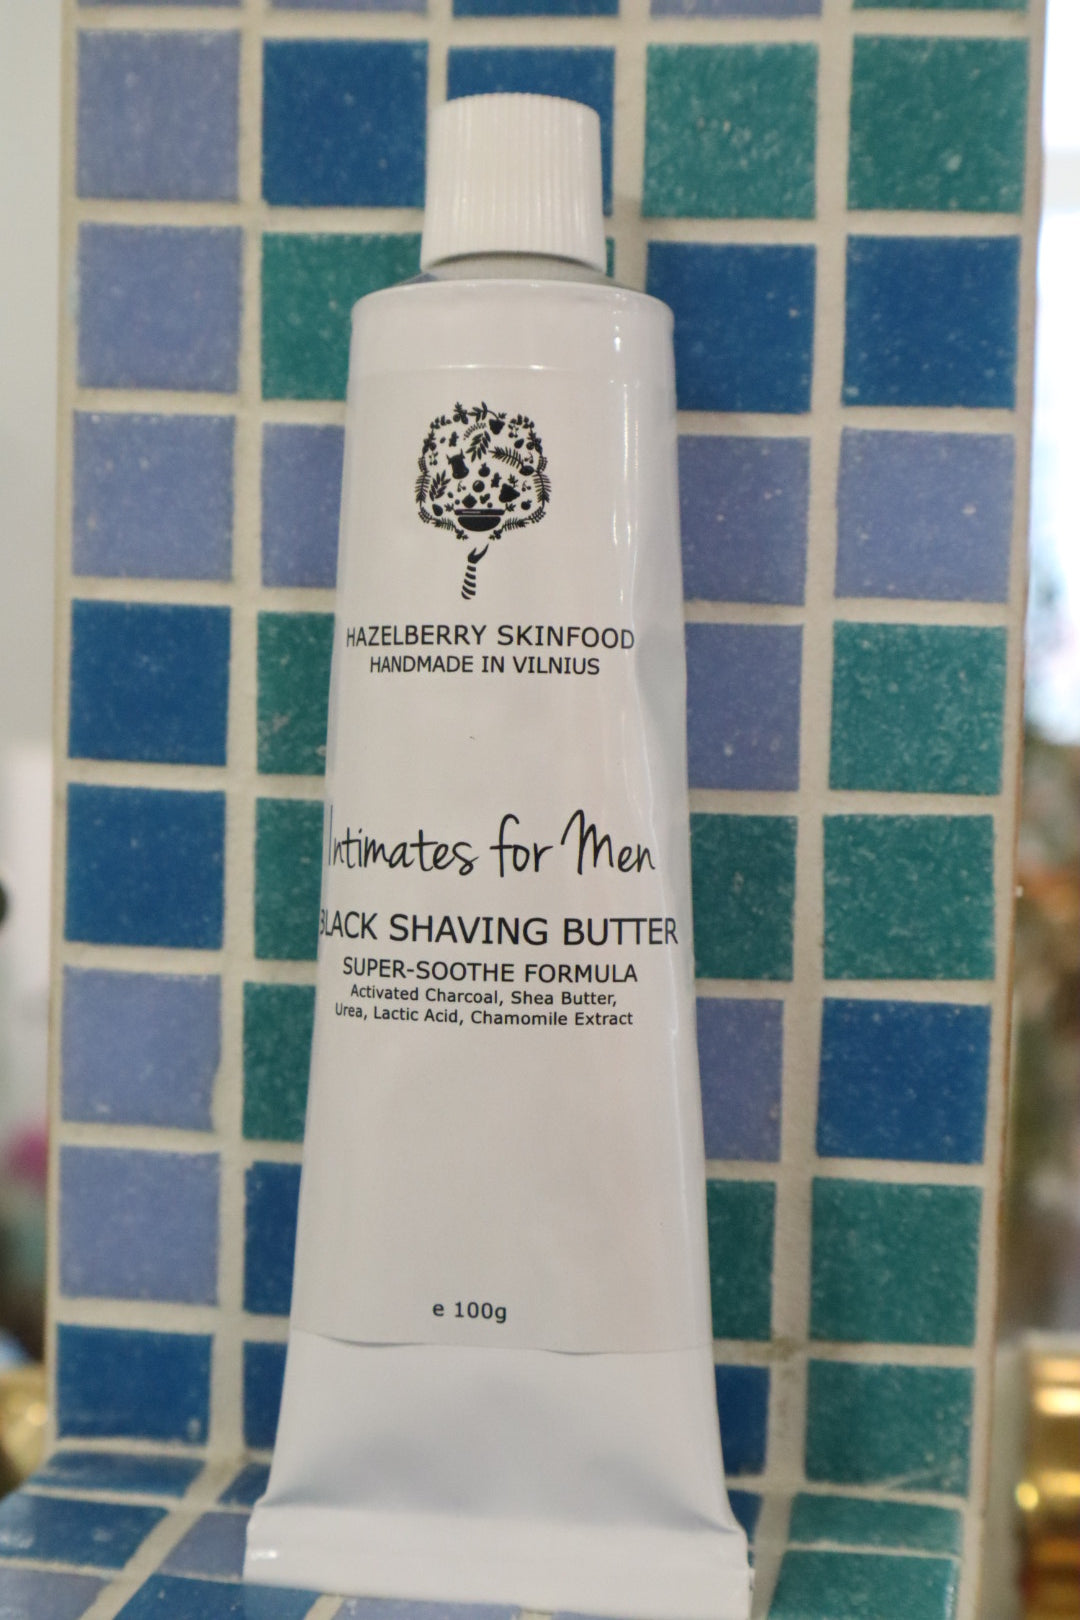 HAZELBERRY SKINFOOD
HANDMADE IN VILNIUS
Intimates for Men
BLACK SHAVING BUTTER
SUPER-SOOTHE FORMULA
Activated Charcoal, Shea Butter,
Urea, Lactic Acid, Chamomile Extract
e 100g